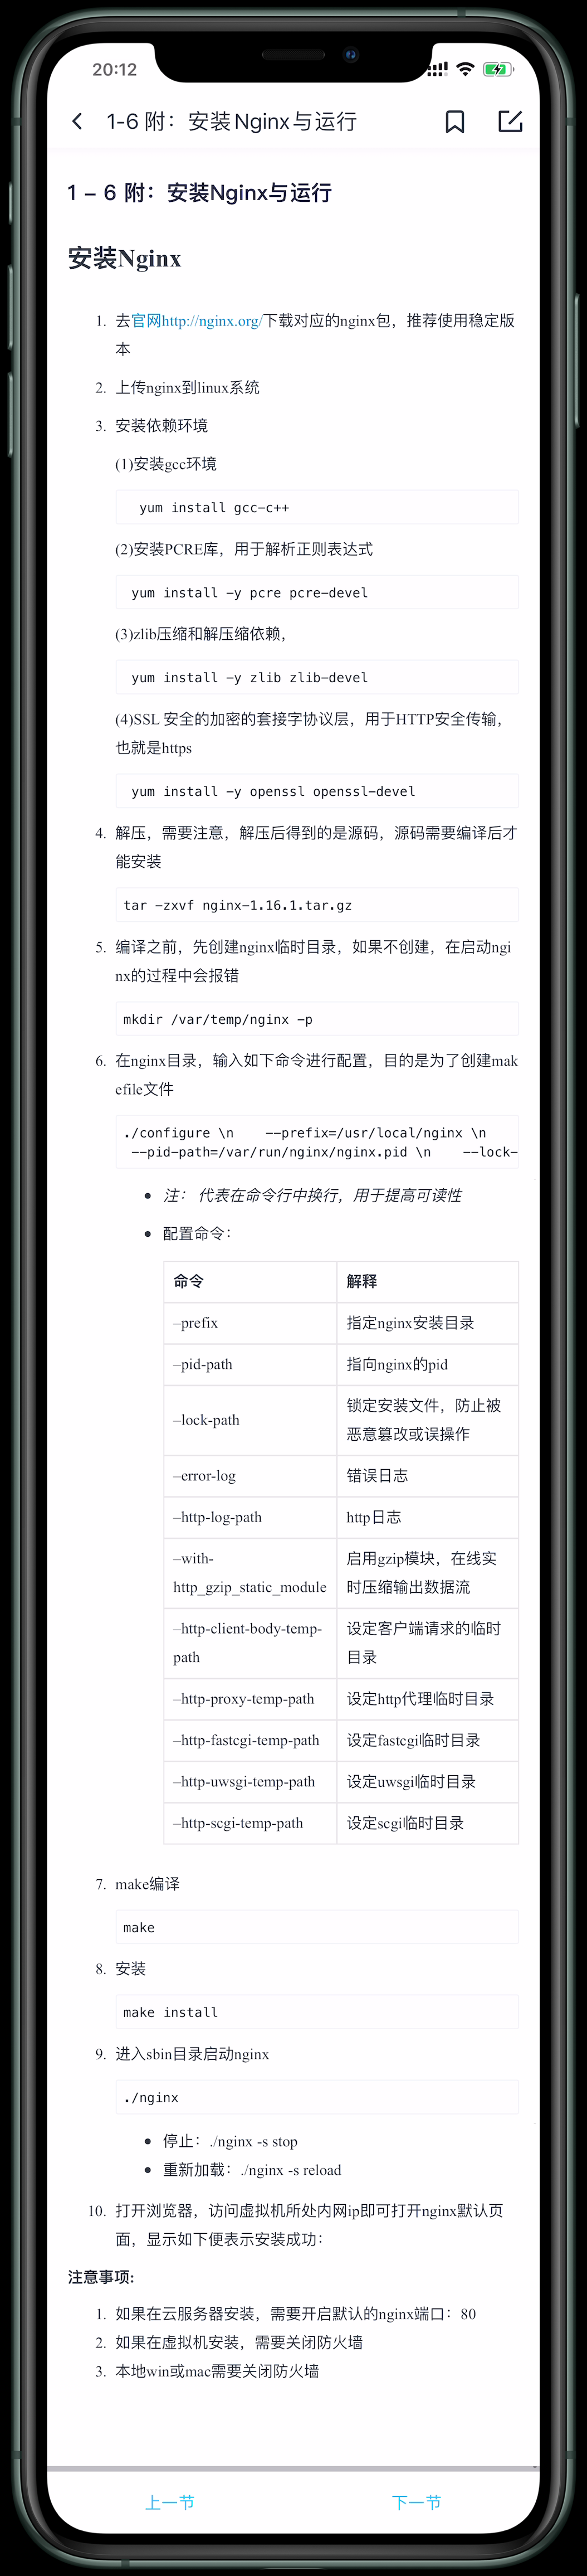 20:12
1-6 附：安装Nginx与运行
1 – 6 附：安装Nginx与运行
安装Nginx
1. 去官网http://nginx.org/下载对应的nginx包，推荐使用稳定版
本
2. 上传nginx到linux系统
3. 安装依赖环境
(1)安装gcc环境
yum install gcc-c++
(2)安装PCRE库，用于解析正则表达式
yum install -y pcre pcre-devel
(3)zlib压缩和解压缩依赖，
yum install -y zlib zlib-devel
(4)SSL 安全的加密的套接字协议层，用于HTTP安全传输，
也就是https
yum install -y openssl openssl-devel
4. 解压，需要注意，解压后得到的是源码，源码需要编译后才
能安装
tar -zxvf nginx-1.16.1.tar.gz
5. 编译之前，先创建nginx临时目录，如果不创建，在启动ngi
nx的过程中会报错
mkdir /var/temp/nginx -p
6. 在nginx目录，输入如下命令进行配置，目的是为了创建mak
efile文件
./configure \n    --prefix=/usr/local/nginx \n
--pid-path=/var/run/nginx/nginx.pid \n    --lock-
• 注： 代表在命令行中换行，用于提高可读性
• 配置命令：
命令 解释
–prefix 指定nginx安装目录
–pid-path 指向nginx的pid
–lock-path 锁定安装文件，防止被
恶意篡改或误操作
–error-log 错误日志
–http-log-path http日志
–with- 启用gzip模块，在线实
http_gzip_static_module 时压缩输出数据流
–http-client-body-temp- 设定客户端请求的临时
path 目录
–http-proxy-temp-path 设定http代理临时目录
–http-fastcgi-temp-path 设定fastcgi临时目录
–http-uwsgi-temp-path 设定uwsgi临时目录
–http-scgi-temp-path 设定scgi临时目录
7. make编译
make
8. 安装
make install
9. 进入sbin目录启动nginx
./nginx
• 停止：./nginx -s stop
• 重新加载：./nginx -s reload
10. 打开浏览器，访问虚拟机所处内网ip即可打开nginx默认页
面，显示如下便表示安装成功：
注意事项:
1. 如果在云服务器安装，需要开启默认的nginx端口：80
2. 如果在虚拟机安装，需要关闭防火墙
3. 本地win或mac需要关闭防火墙
上一节 下一节